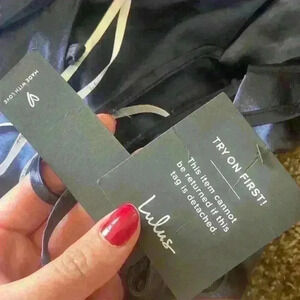 MADE WITH LOVE
TRY ON FIRST!
This item cannot
be returned if this
tag is detached.
Lulus